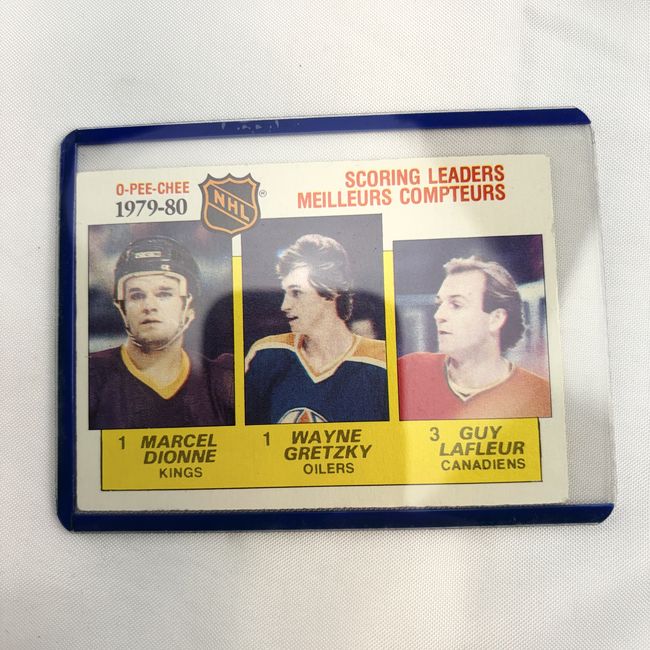 O-PEE-CHEE
1979-80
NHL
®
SCORING LEADERS
MEILLEURS COMPTEURS
1 MARCEL
DIONNE
KINGS
1 WAYNE
GRETZKY
OILERS
3 GUY
LAFLEUR
CANADIENS